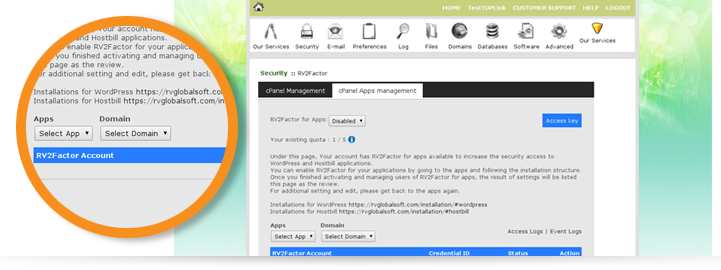 HOME TestTOPLink CUSTOMER SUPPORT HELP LOGOUT
Our Services Security E-mail Preferences Log Files Domains Databases Software Advanced Our Services
Security :: RV2Factor
cPanel Management cPanel Apps management
RV2Factor for Apps: Disabled Access key
Your existing quota : 1 / 5
Under this page, Your account has RV2Factor for apps available to increase the security access to
WordPress and Hostbill applications.
You can enable RV2Factor for your applications by going to the apps and following the installation structure.
Once you finished activating and managing users of RV2Factor for apps, the result of settings will be listed
this page as the review.
For additional setting and edit, please get back to the apps again.
Installations for WordPress https://rvglobalsoft.com/installation/#wordpress
Installations for Hostbill https://rvglobalsoft.com/installation/#hostbill
Apps Domain
Select App Select Domain Access Logs | Event Logs
RV2Factor Account Credential ID Status Action
Your account has
and Hostbill applications.
enable RV2Factor for your applica
you finished activating and managing
page as the review.
or additional setting and edit, please get back
Installations for WordPress https://rvglobalsoft.co
Installations for Hostbill https://rvglobalsoft.com/in
Apps Domain
Select App Select Domain
RV2Factor Account